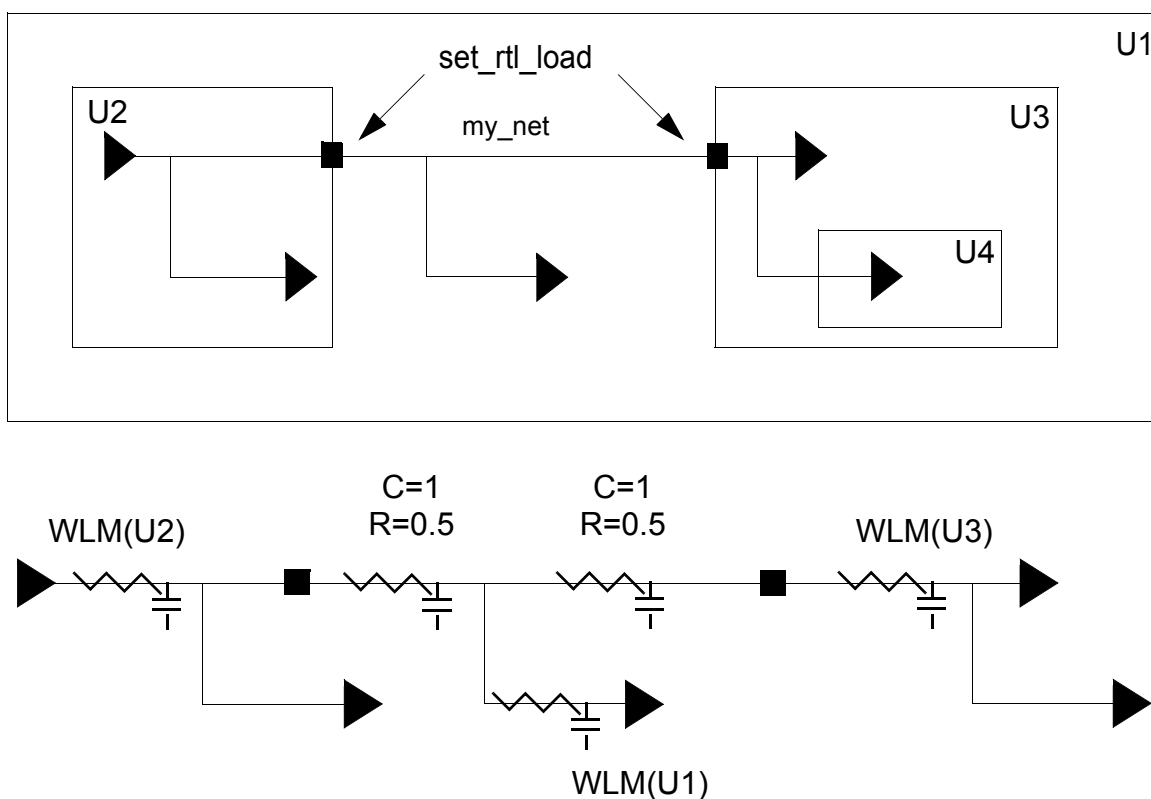 U1
set_rtl_load
U2
my_net
U3
U4
C=1
R=0.5
C=1
R=0.5
WLM(U2)
WLM(U3)
WLM(U1)